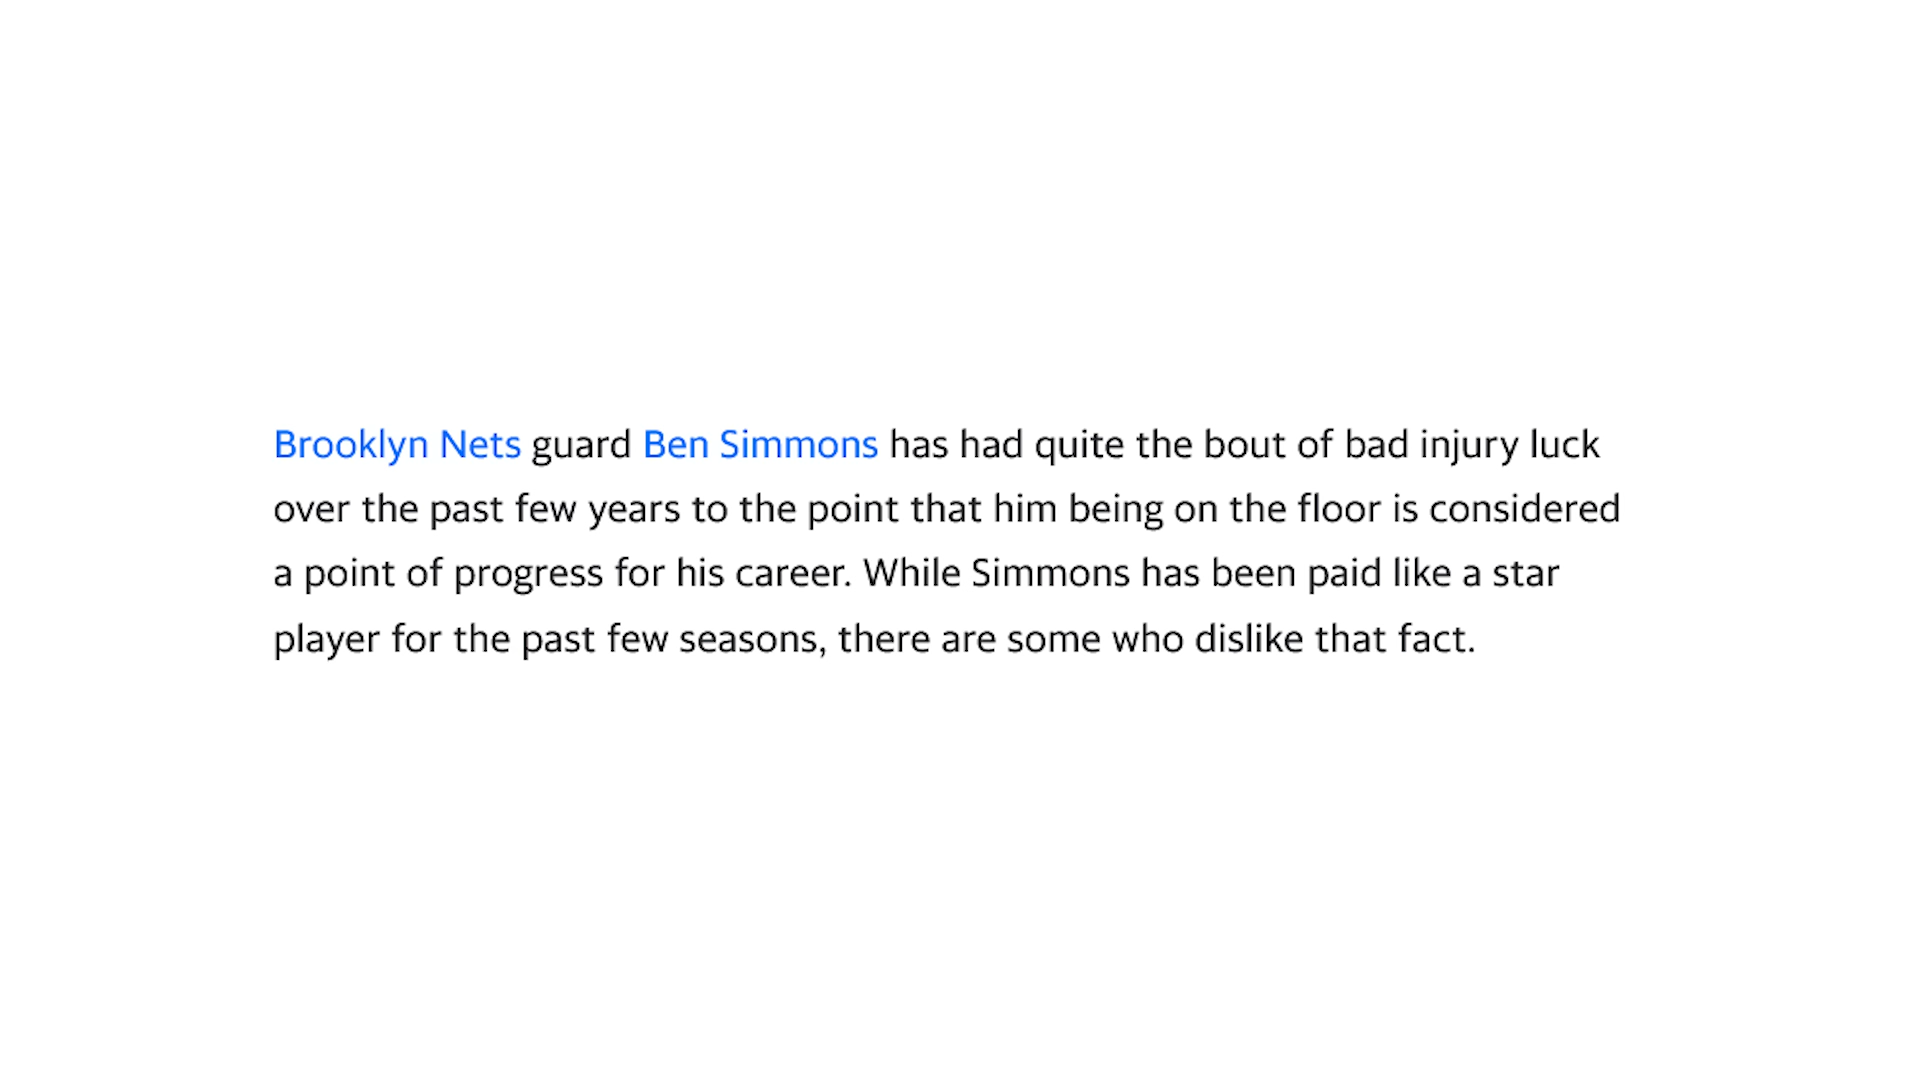 Brooklyn Nets guard Ben Simmons has had quite the bout of bad injury luck
over the past few years to the point that him being on the floor is considered
a point of progress for his career. While Simmons has been paid like a star
player for the past few seasons, there are some who dislike that fact.